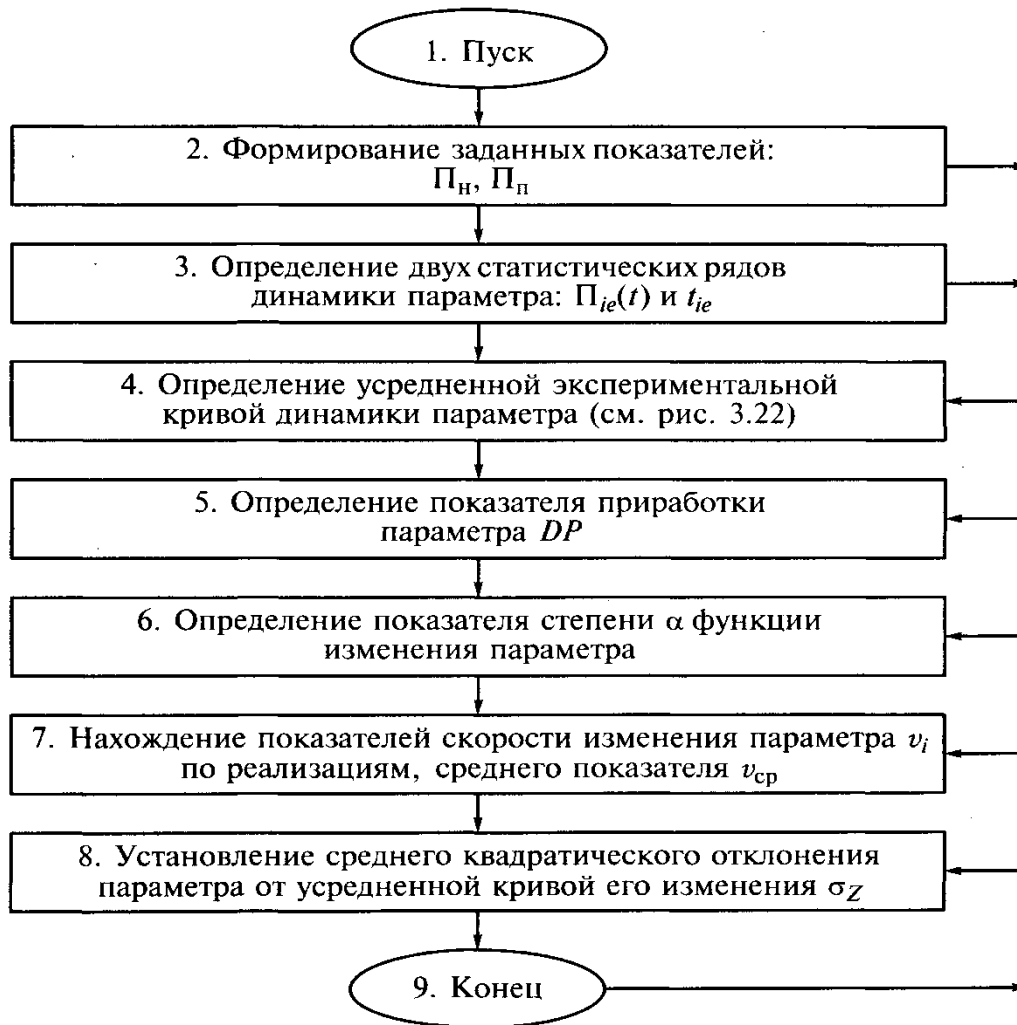 1. Пуск
2. Формирование заданных показателей:
Пн, Пп
3. Определение двух статистических рядов
динамики параметра: Пie(t) и tie
4. Определение усредненной экспериментальной
кривой динамики параметра (см. рис. 3.22)
5. Определение показателя приработки
параметра DP
6. Определение показателя степени α функции
изменения параметра
7. Нахождение показателей скорости изменения параметра vi
по реализациям, среднего показателя vср
8. Установление среднего квадратического отклонения
параметра от усредненной кривой его изменения σZ
9. Конец